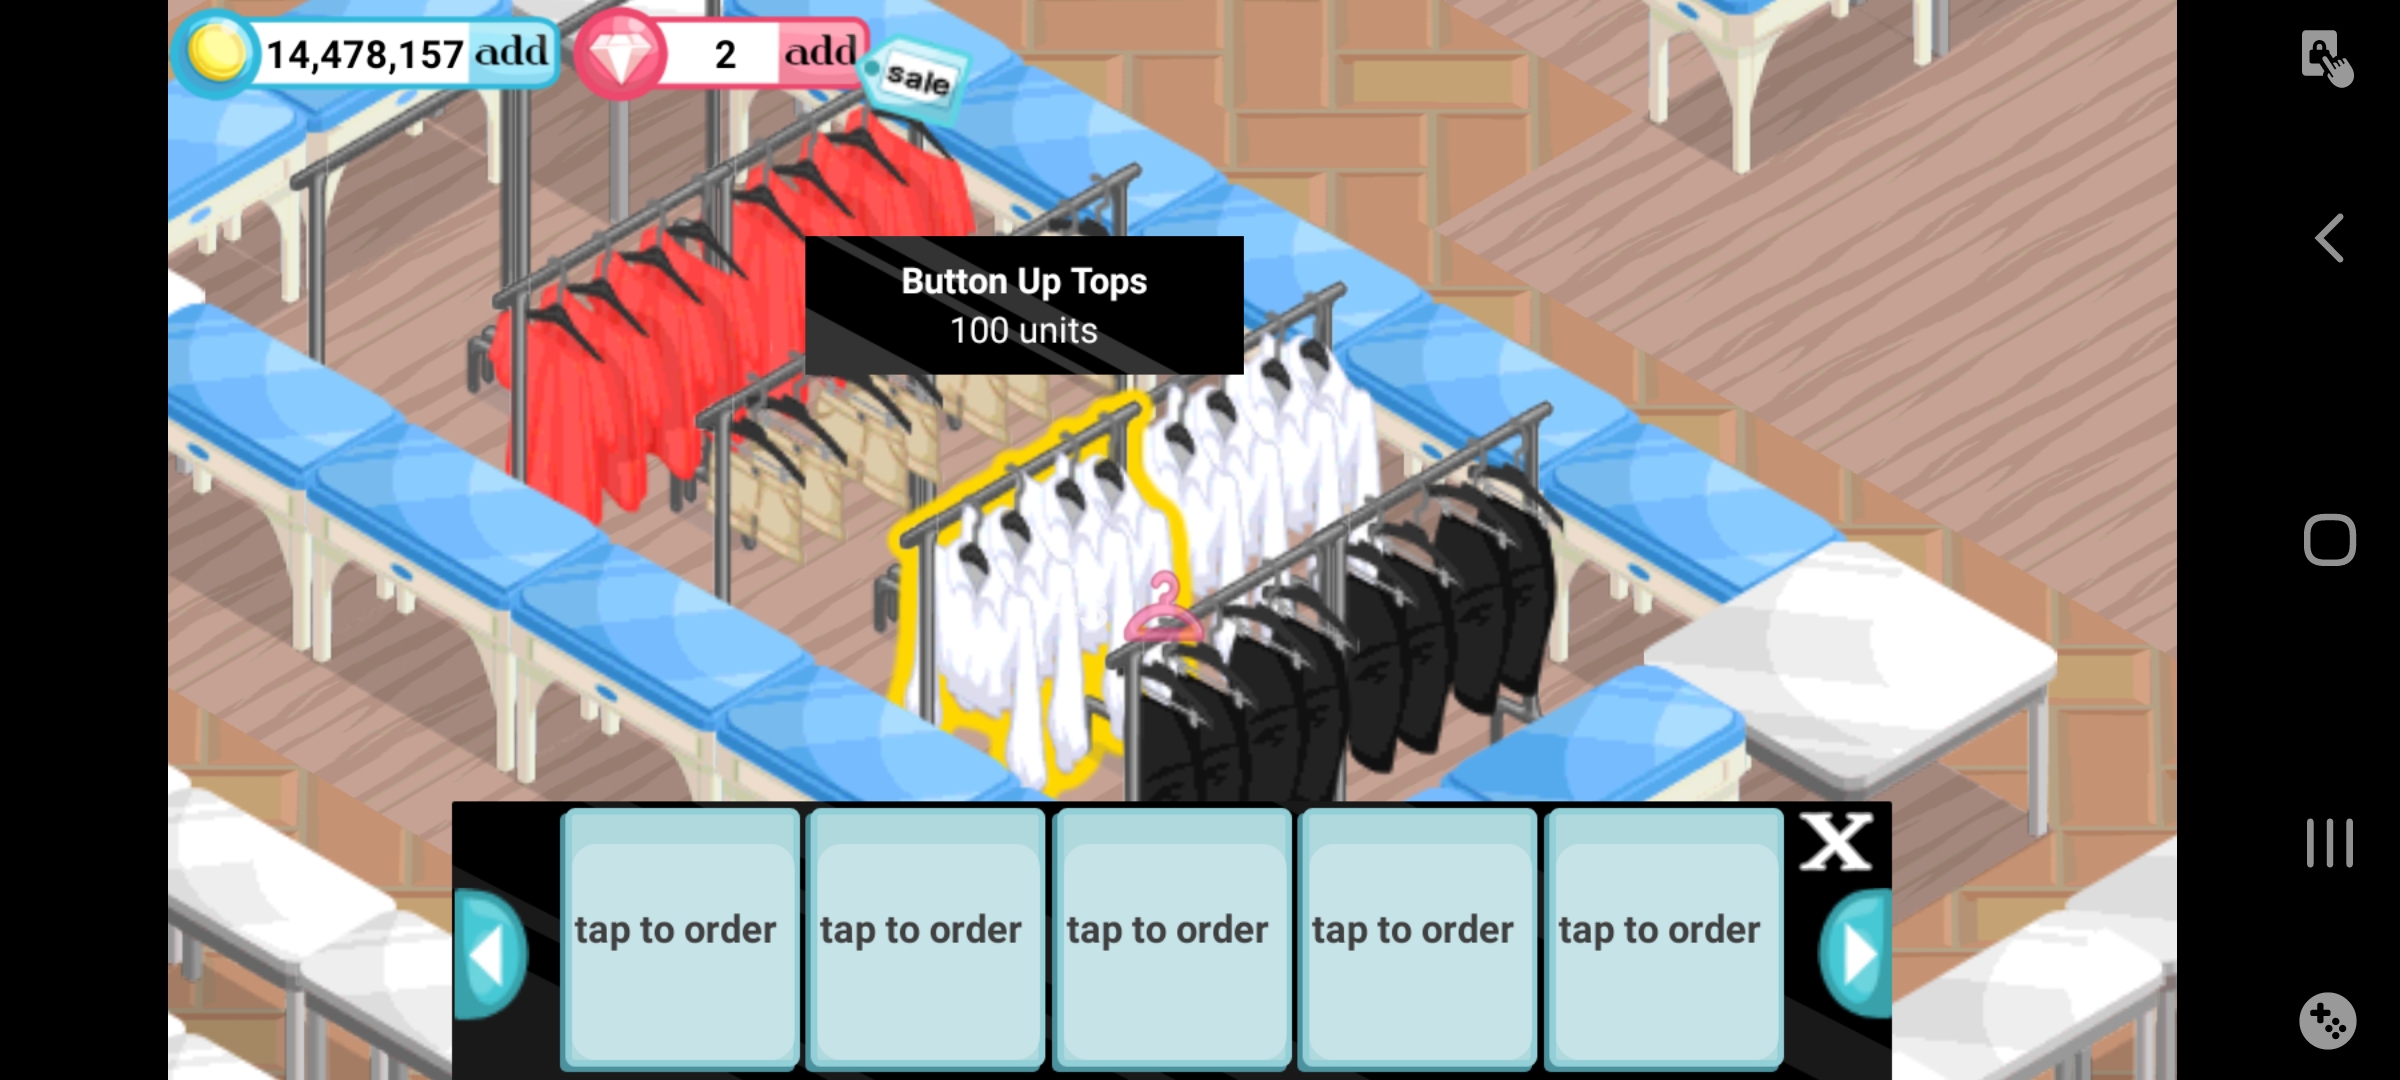 14,478,157 add
2 add
sale
Button Up Tops
100 units
X
tap to order
tap to order
tap to order
tap to order
tap to order